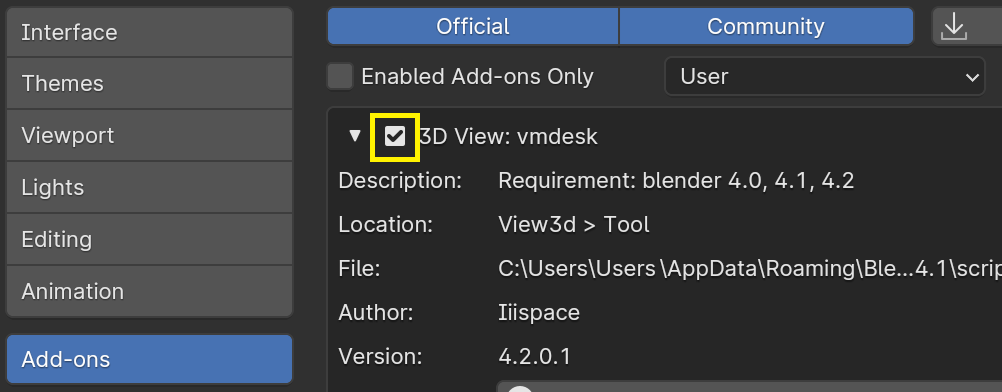 Interface
Themes
Viewport
Lights
Editing
Animation
Add-ons
Official
Community
Enabled Add-ons Only
User
3D View: vmdesk
Description: Requirement: blender 4.0, 4.1, 4.2
Location: View3d > Tool
File: C:\Users\Users\AppData\Roaming\Ble...4.1\scrip
Author: Iiispace
Version: 4.2.0.1